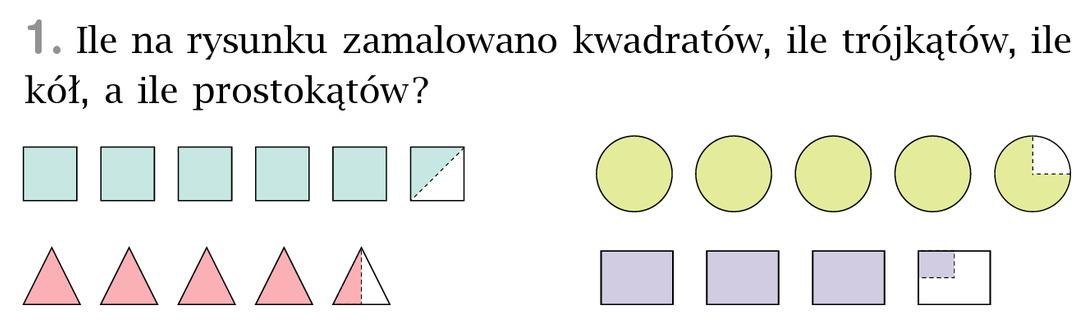 1. Ile na rysunku zamalowano kwadratów, ile trójkątów, ile
kół, a ile prostokątów?